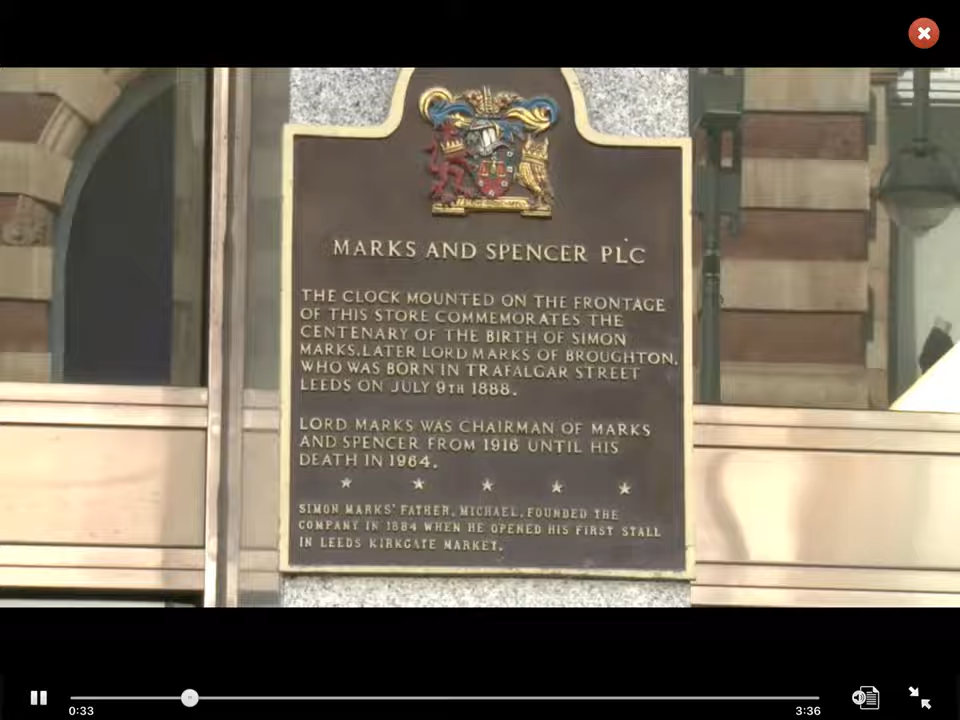 MARKS AND SPENCER PLC
THE CLOCK MOUNTED ON THE FRONTAGE
OF THIS STORE COMMEMORATES THE
CENTENARY OF THE BIRTH OF SIMON
MARKS, LATER LORD MARKS OF BROUGHTON,
WHO WAS BORN IN TRAFALGAR STREET
LEEDS ON JULY 9TH 1888.
LORD MARKS WAS CHAIRMAN OF MARKS
AND SPENCER FROM 1916 UNTIL HIS
DEATH IN 1964.
SIMON MARKS' FATHER, MICHAEL, FOUNDED THE
COMPANY IN 1884 WHEN HE OPENED HIS FIRST STALL
IN LEEDS KIRKGATE MARKET.
0:33
3:36